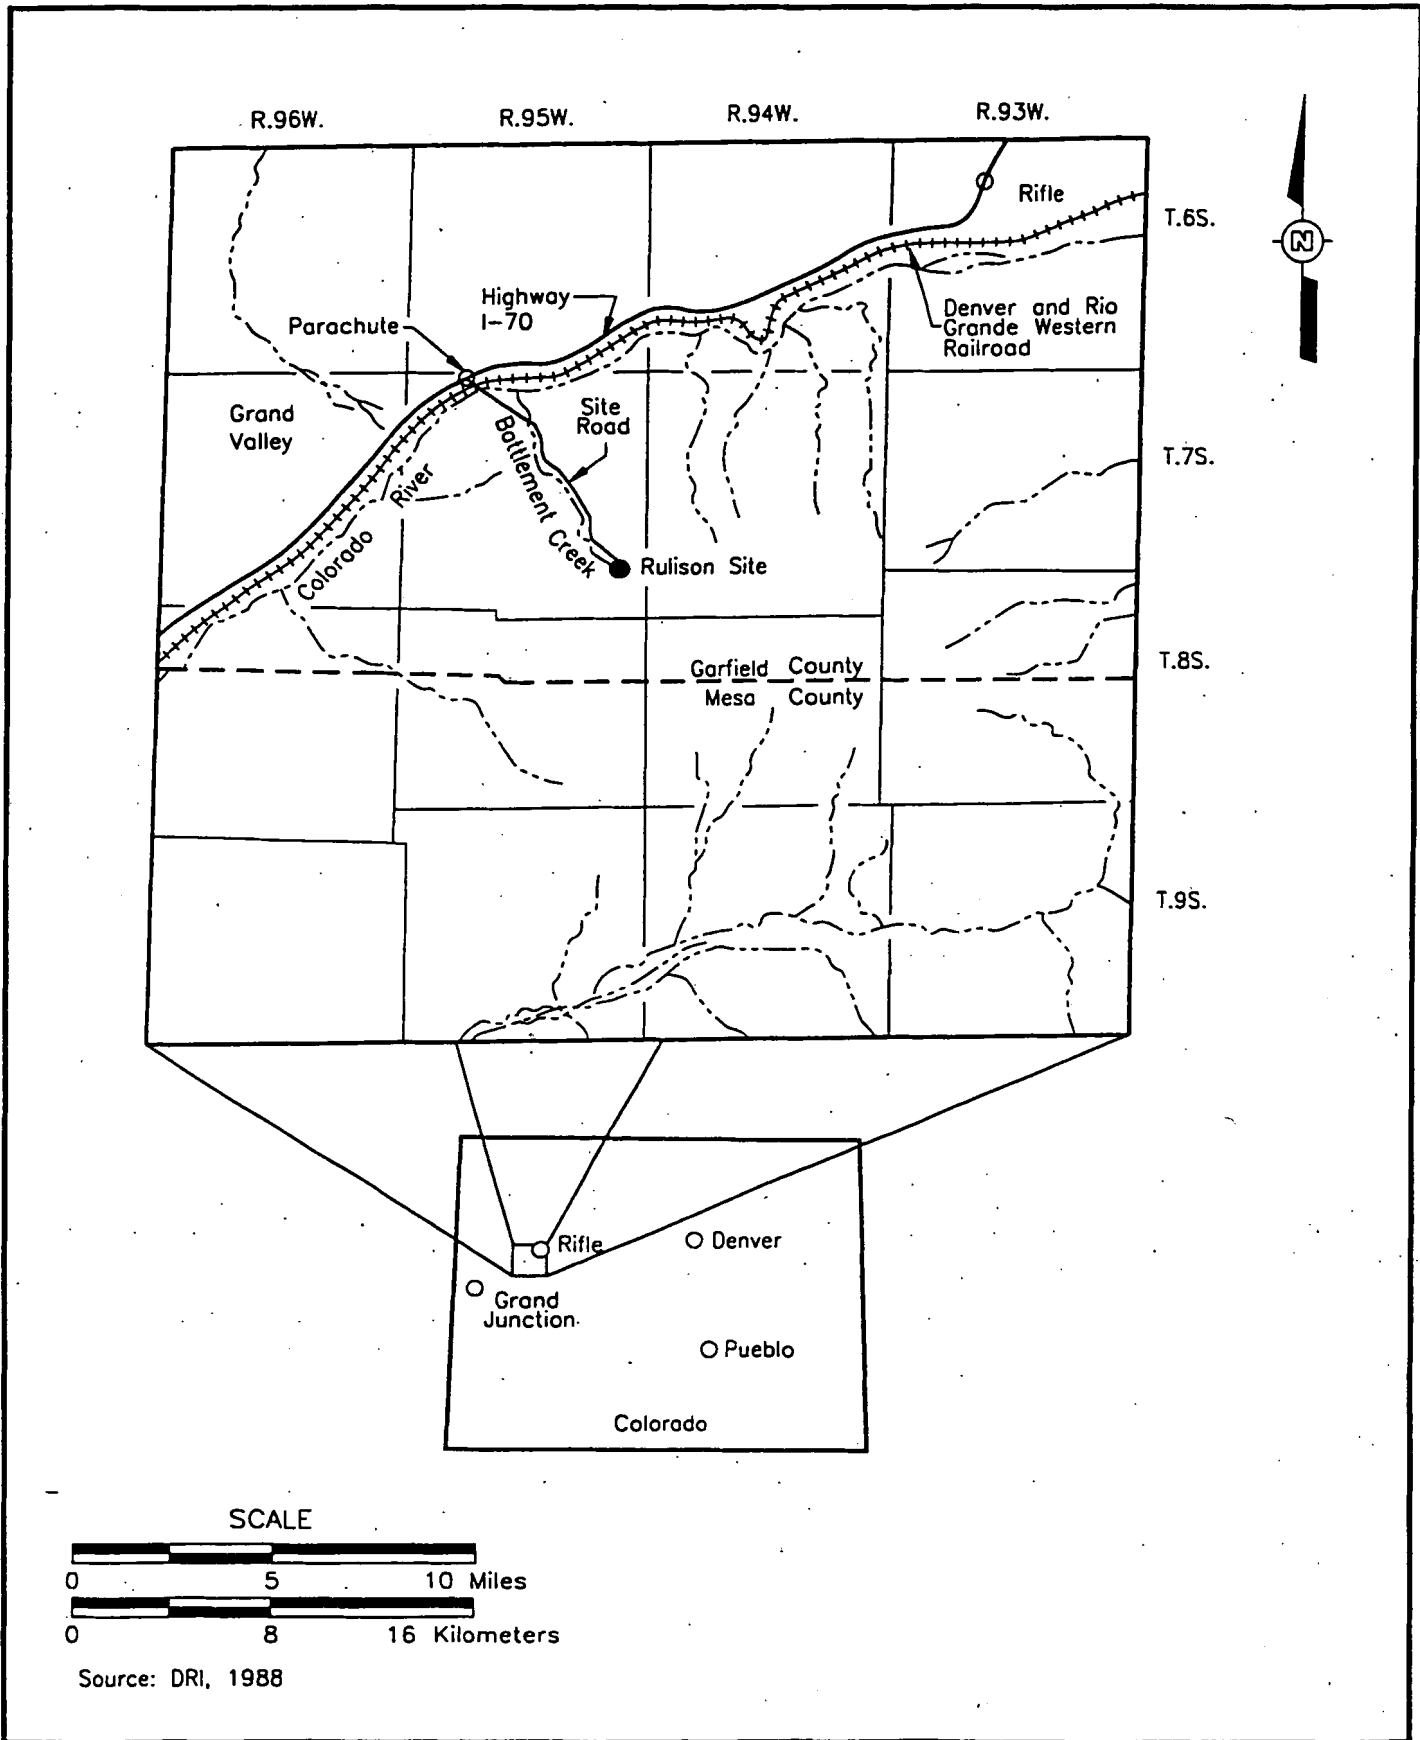 R.96W. R.95W. R.94W. R.93W.
Rifle
T.6S.
N
Highway
I-70
Parachute
Denver and Rio
Grande Western
Railroad
Grand
Valley
Site
Road
Battlement Creek
T.7S.
Colorado River
Rulison Site
Garfield County
Mesa County
T.8S.
T.9S.
Rifle
Denver
Grand
Junction
Pueblo
Colorado
SCALE
0 5 10 Miles
0 8 16 Kilometers
Source: DRI, 1988